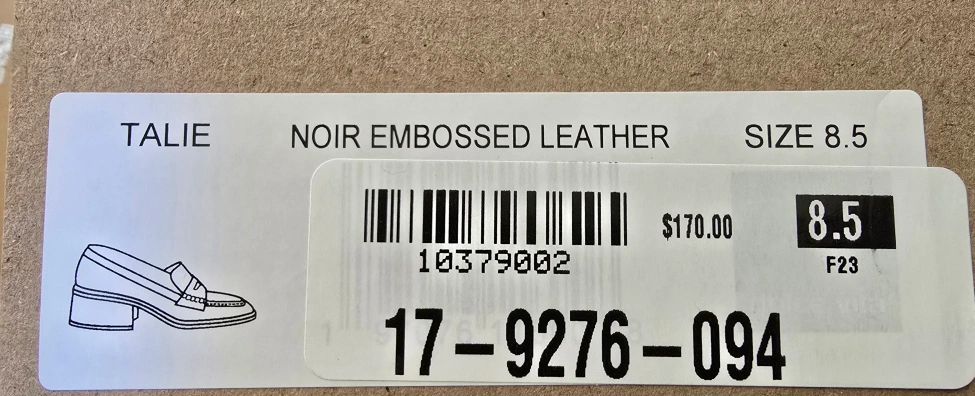 TALIE NOIR EMBOSSED LEATHER SIZE 8.5
$170.00 8.5
10379002 F23
17-9276-094